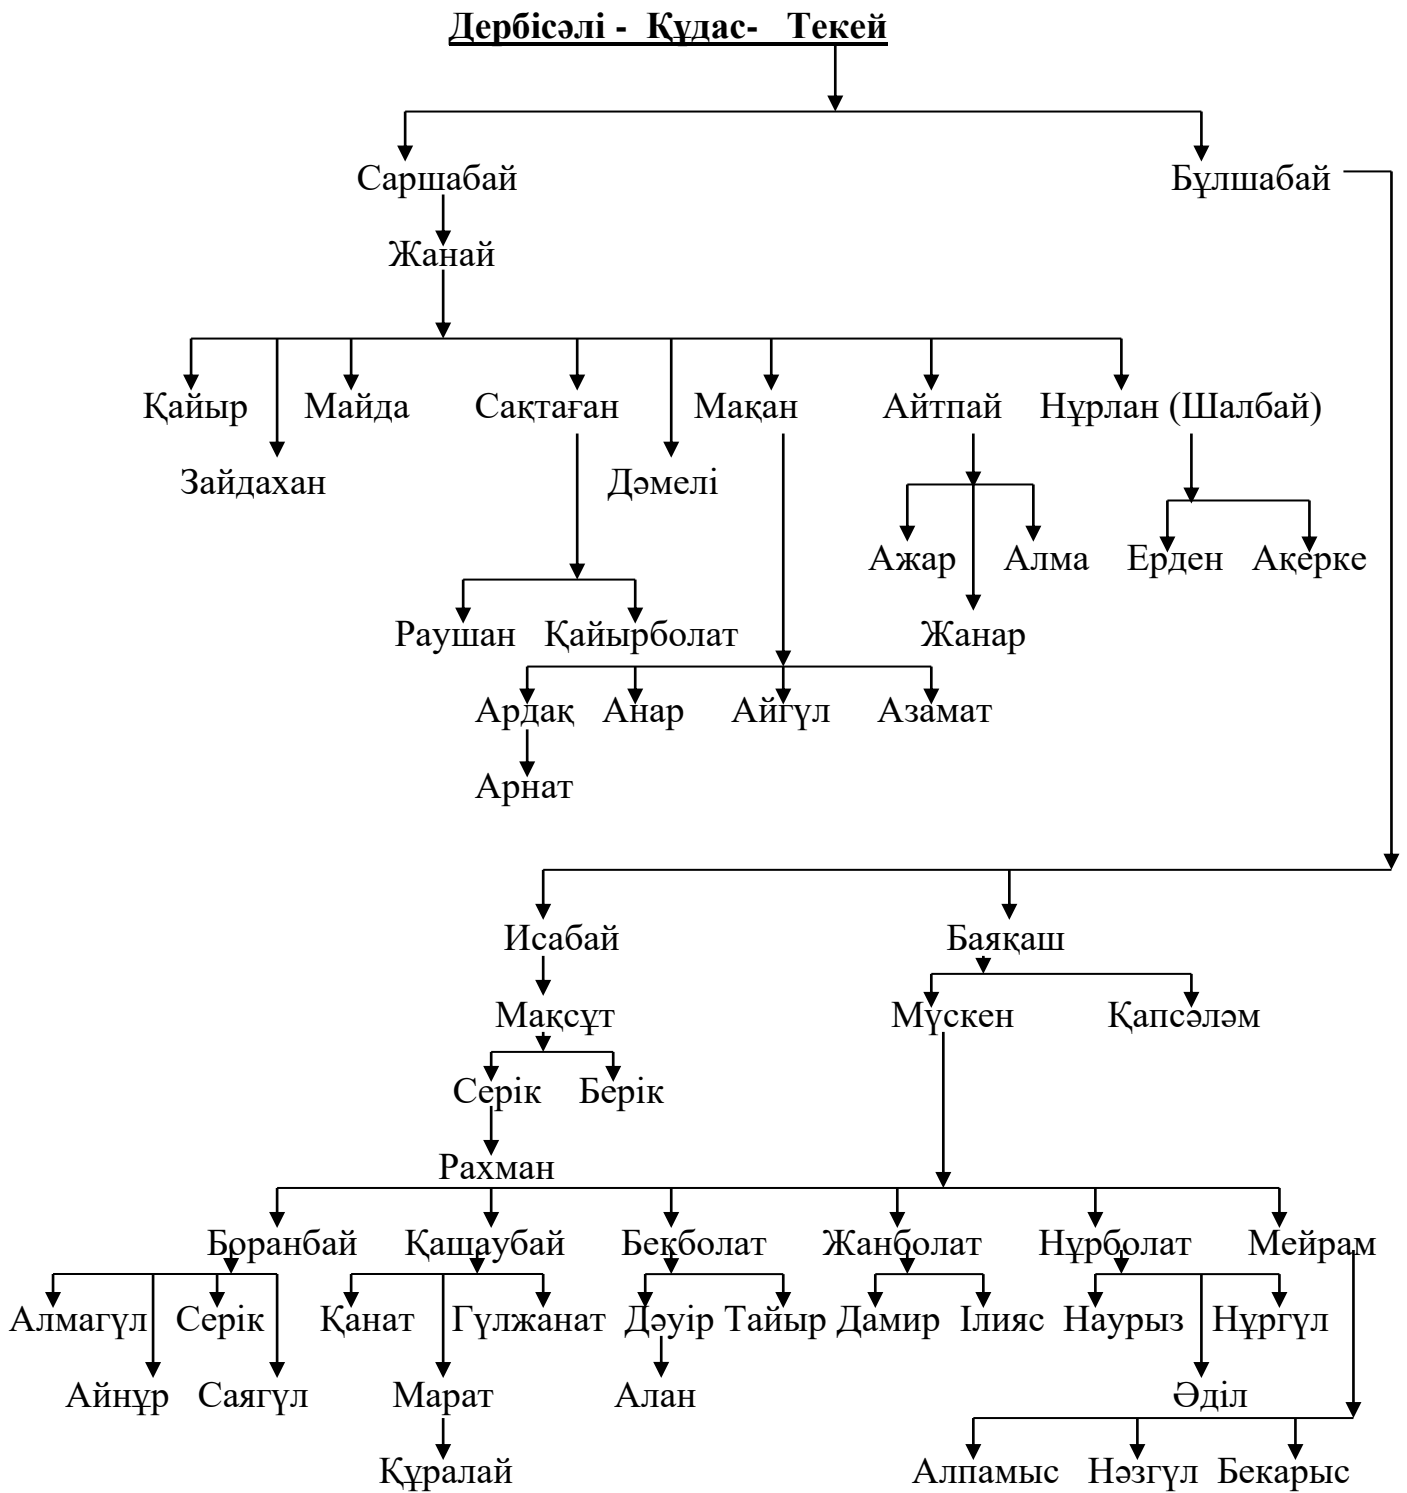 Дербісәлі - Құдас- Текей
Саршабай Бұлшабай
Жанай
Қайыр Майда Сақтаған Мақан Айтпай Нұрлан (Шалбай)
Зайдахан Дәмелі
Ажар Алма Ерден Ақерке
Раушан Қайырболат Жанар
Ардақ Анар Айгүл Азамат
Арнат
Исабай Баяқаш
Мақсұт Мүскен Қапсәләм
Серік Берік
Рахман
Боранбай Қашаубай Бекболат Жанболат Нұрболат Мейрам
Алмагүл Серік Қанат Гүлжанат Дәуір Тайыр Дамир Ілияс Наурыз Нұргүл
Айнұр Саягүл Марат Алан Әділ
Құралай Алпамыс Нәзгүл Бекарыс